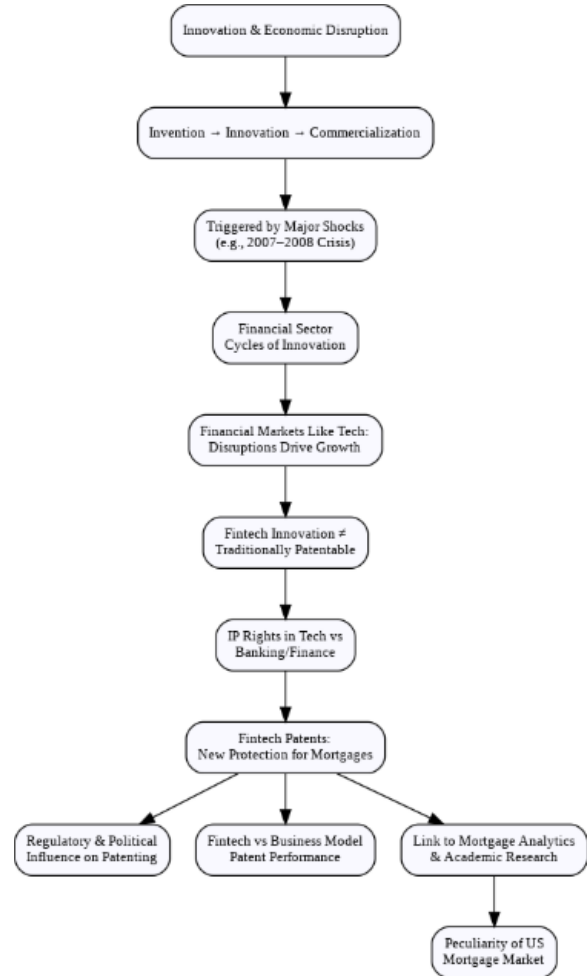 Innovation & Economic Disruption
Invention → Innovation → Commercialization
Triggered by Major Shocks
(e.g., 2007–2008 Crisis)
Financial Sector
Cycles of Innovation
Financial Markets Like Tech:
Disruptions Drive Growth
Fintech Innovation ≠
Traditionally Patentable
IP Rights in Tech vs
Banking/Finance
Fintech Patents:
New Protection for Mortgages
Regulatory & Political
Influence on Patenting
Fintech vs Business Model
Patent Performance
Link to Mortgage Analytics
& Academic Research
Peculiarity of US
Mortgage Market